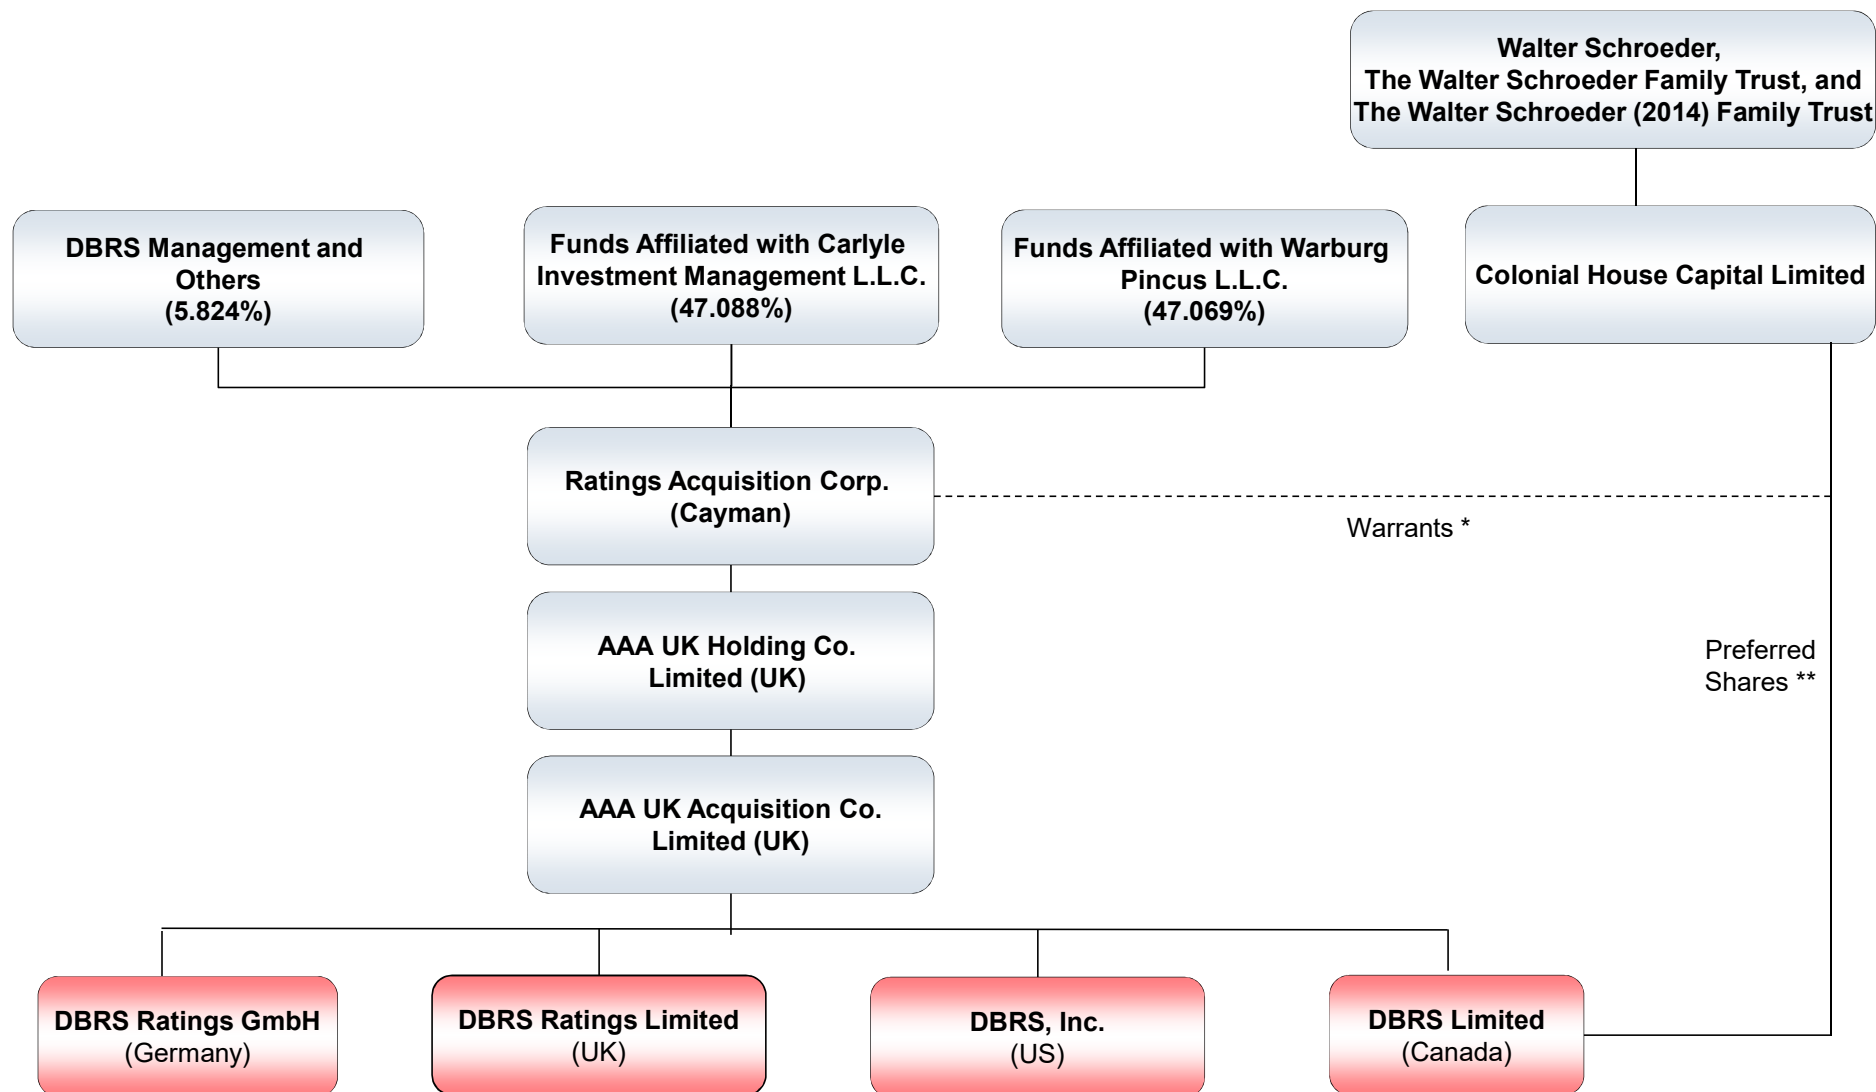 Walter Schroeder,
The Walter Schroeder Family Trust, and
The Walter Schroeder (2014) Family Trust
DBRS Management and
Others
(5.824%)
Funds Affiliated with Carlyle
Investment Management L.L.C.
(47.088%)
Funds Affiliated with Warburg
Pincus L.L.C.
(47.069%)
Colonial House Capital Limited
Ratings Acquisition Corp.
(Cayman)
Warrants *
AAA UK Holding Co.
Limited (UK)
Preferred
Shares **
AAA UK Acquisition Co.
Limited (UK)
DBRS Ratings GmbH
(Germany)
DBRS Ratings Limited
(UK)
DBRS, Inc.
(US)
DBRS Limited
(Canada)